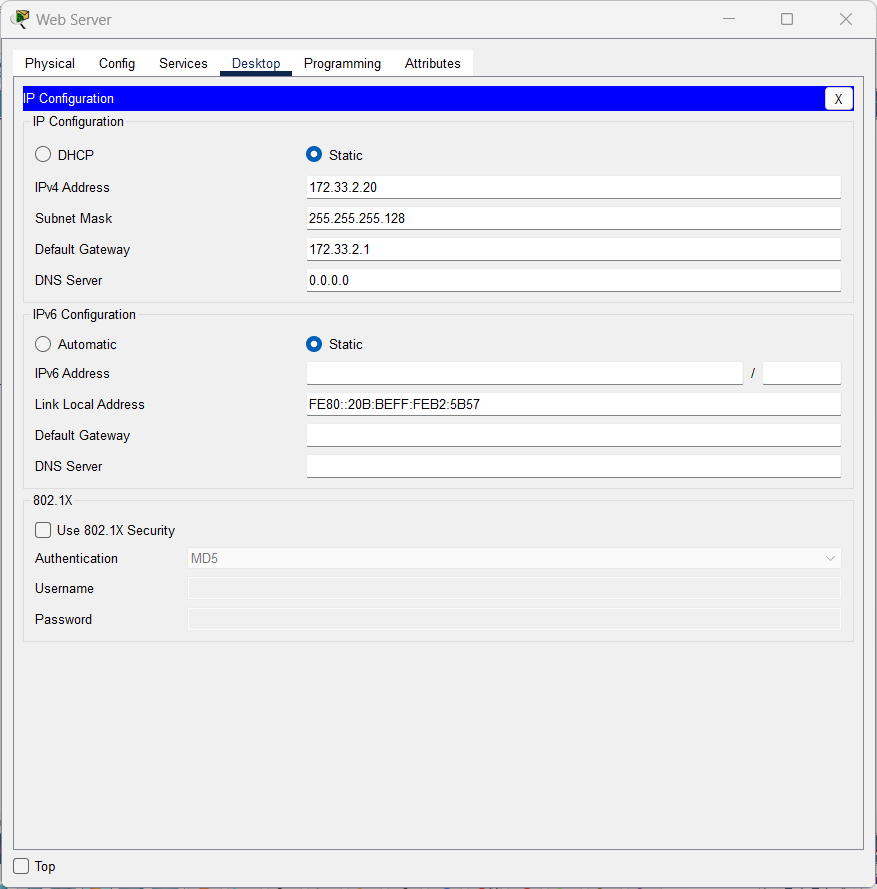 Web Server
Physical Config Services Desktop Programming Attributes
IP Configuration X
IP Configuration
DHCP Static
IPv4 Address 172.33.2.20
Subnet Mask 255.255.255.128
Default Gateway 172.33.2.1
DNS Server 0.0.0.0
IPv6 Configuration
Automatic Static
IPv6 Address /
Link Local Address FE80::20B:BEFF:FEB2:5B57
Default Gateway
DNS Server
802.1X
Use 802.1X Security
Authentication MD5
Username
Password
Top